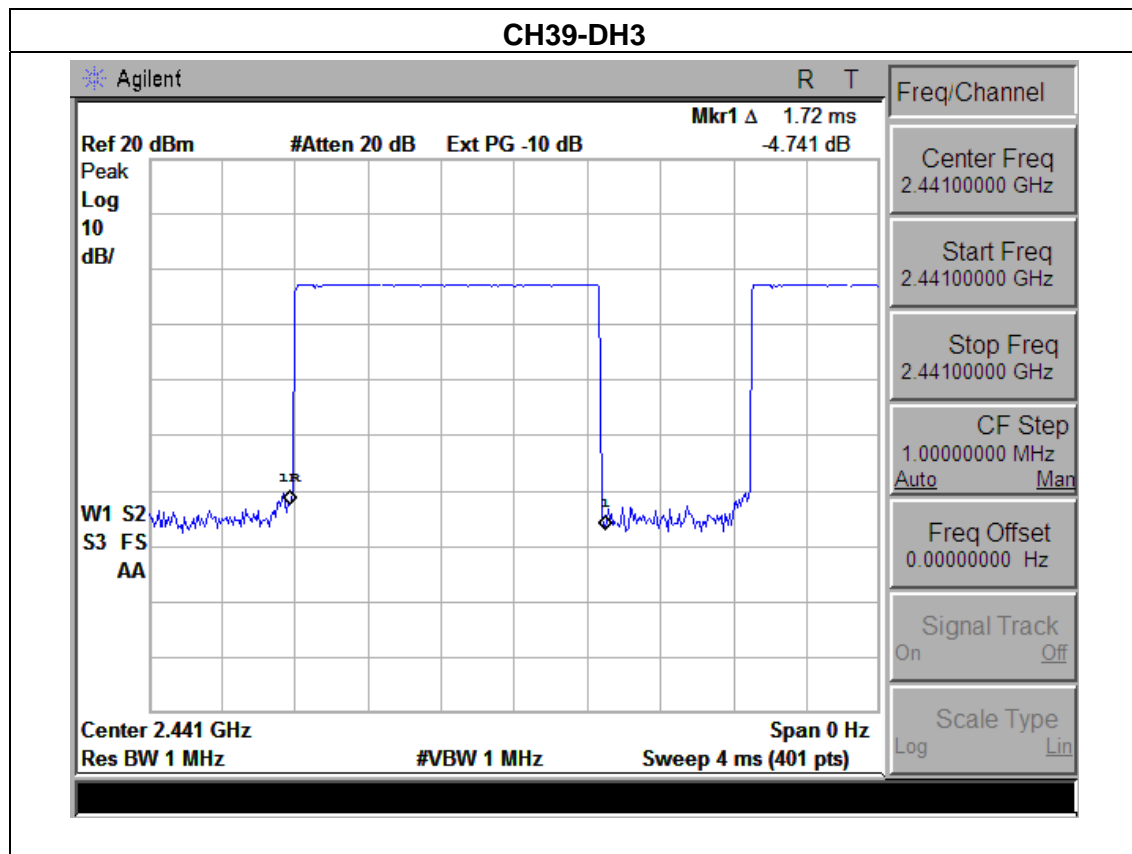 CH39-DH3
Agilent
R T
Mkr1 Δ 1.72 ms
Ref 20 dBm #Atten 20 dB Ext PG -10 dB -4.741 dB
Peak
Log
10
dB/
1R
1
W1 S2
S3 FS
AA
Center 2.441 GHz Span 0 Hz
Res BW 1 MHz #VBW 1 MHz Sweep 4 ms (401 pts)
Freq/Channel
Center Freq
2.44100000 GHz
Start Freq
2.44100000 GHz
Stop Freq
2.44100000 GHz
CF Step
1.00000000 MHz
Auto Man
Freq Offset
0.00000000 Hz
Signal Track
On Off
Scale Type
Log Lin